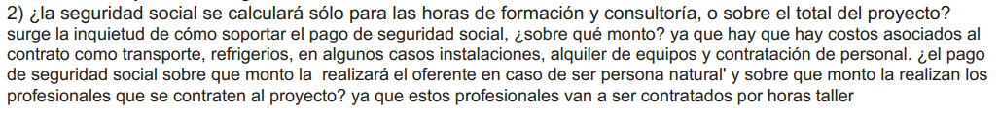 2) ¿la seguridad social se calculará sólo para las horas de formación y consultoría, o sobre el total del proyecto?
surge la inquietud de cómo soportar el pago de seguridad social, ¿sobre qué monto? ya que hay que hay costos asociados al
contrato como transporte, refrigerios, en algunos casos instalaciones, alquiler de equipos y contratación de personal. ¿el pago
de seguridad social sobre que monto la  realizará el oferente en caso de ser persona natural' y sobre que monto la realizan los
profesionales que se contraten al proyecto? ya que estos profesionales van a ser contratados por horas taller